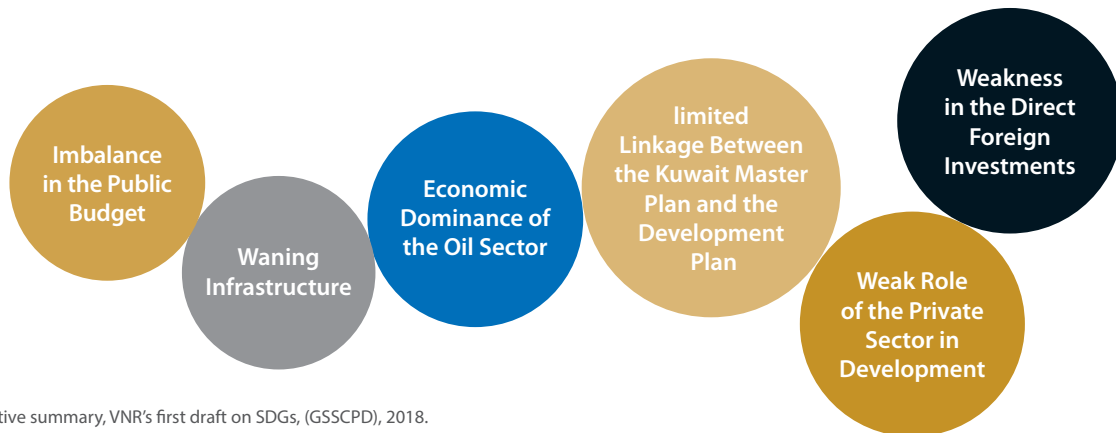 Imbalance
in the Public
Budget
Waning
Infrastructure
Economic
Dominance of
the Oil Sector
limited
Linkage Between
the Kuwait Master
Plan and the
Development
Plan
Weak Role
of the Private
Sector in
Development
Weakness
in the Direct
Foreign
Investments
summary, VNR's first draft on SDGs, (GSSCPD), 2018.